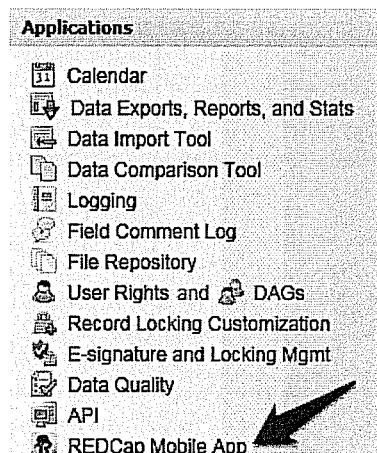 Applications
Calendar
Data Exports, Reports, and Stats
Data Import Tool
Data Comparison Tool
Logging
Field Comment Log
File Repository
User Rights and DAGs
Record Locking Customization
E-signature and Locking Mgmt
Data Quality
API
REDCap Mobile App